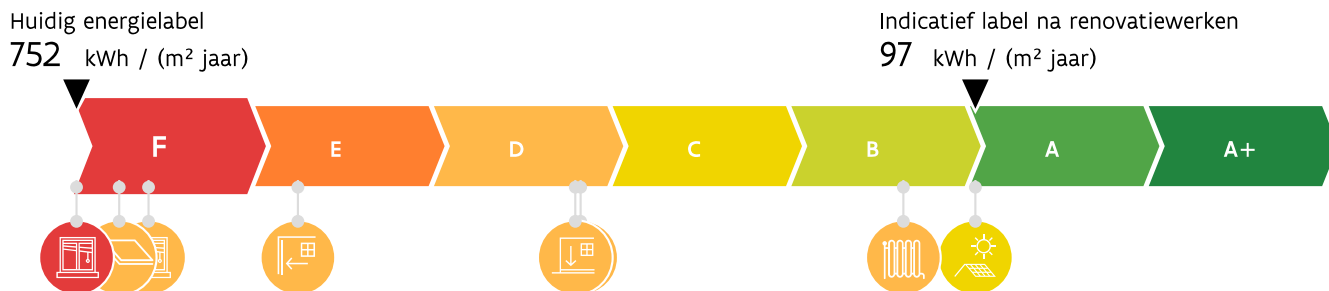 Huidig energielabel
752 kWh / (m² jaar)
Indicatief label na renovatiewerken
97 kWh / (m² jaar)
F E D C B A A+